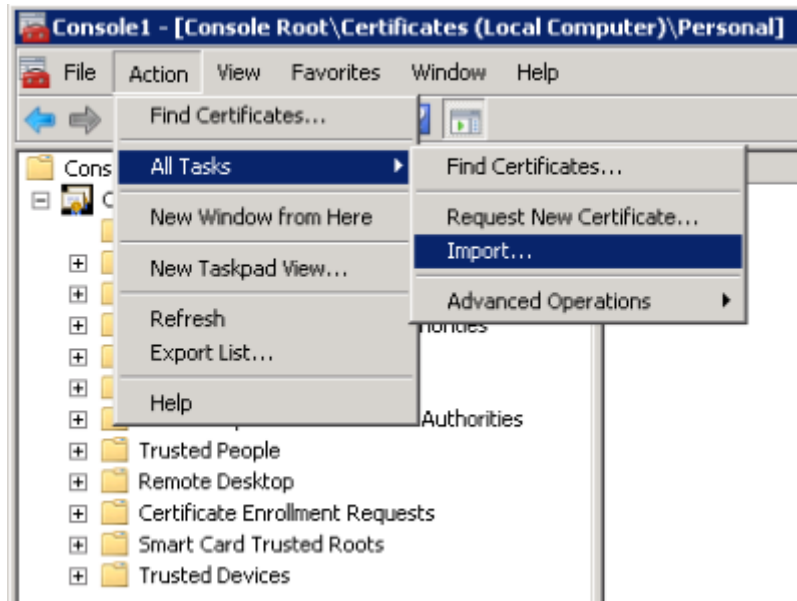 Console1 - [Console Root\Certificates (Local Computer)\Personal]
File Action View Favorites Window Help
Find Certificates...
All Tasks
New Window from Here
New Taskpad View...
Refresh
Export List...
Help
Find Certificates...
Request New Certificate...
Import...
Advanced Operations
Authorities
Trusted People
Remote Desktop
Certificate Enrollment Requests
Smart Card Trusted Roots
Trusted Devices